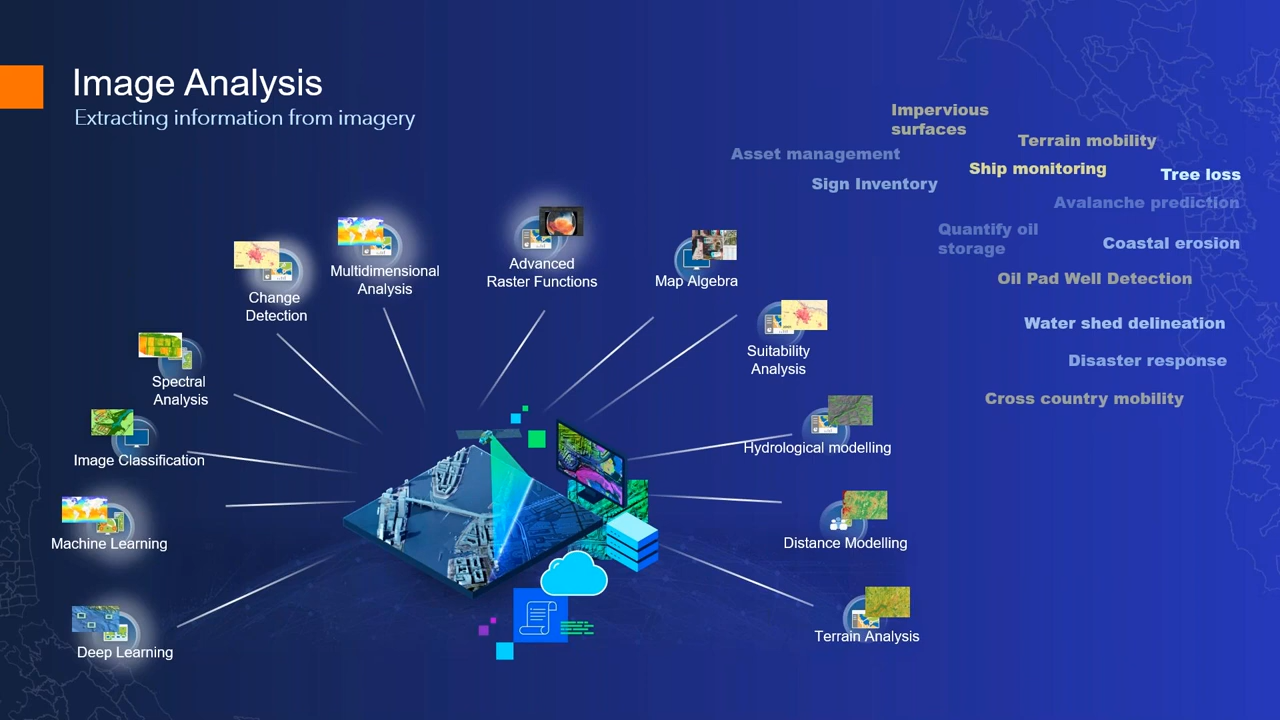 Image Analysis
Extracting information from imagery
Impervious
surfaces
Terrain mobility
Asset management
Ship monitoring
Tree loss
Sign Inventory
Avalanche prediction
Quantify oil
storage
Coastal erosion
Oil Pad Well Detection
Water shed delineation
Disaster response
Cross country mobility
Deep Learning
Machine Learning
Image Classification
Spectral
Analysis
Change
Detection
Multidimensional
Analysis
Advanced
Raster Functions
Map Algebra
Suitability
Analysis
Hydrological modelling
Distance Modelling
Terrain Analysis